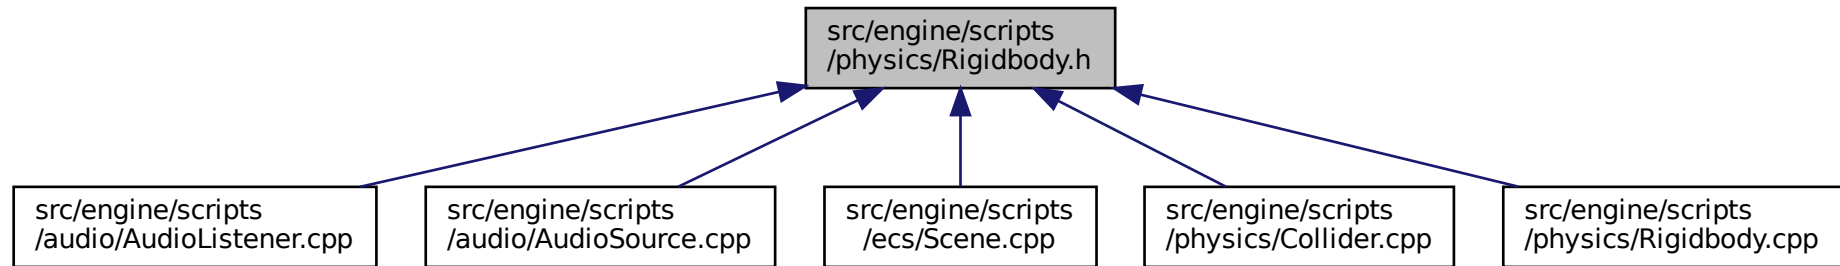 src/engine/scripts
/physics/Rigidbody.h
src/engine/scripts
/audio/AudioListener.cpp
src/engine/scripts
/audio/AudioSource.cpp
src/engine/scripts
/ecs/Scene.cpp
src/engine/scripts
/physics/Collider.cpp
src/engine/scripts
/physics/Rigidbody.cpp